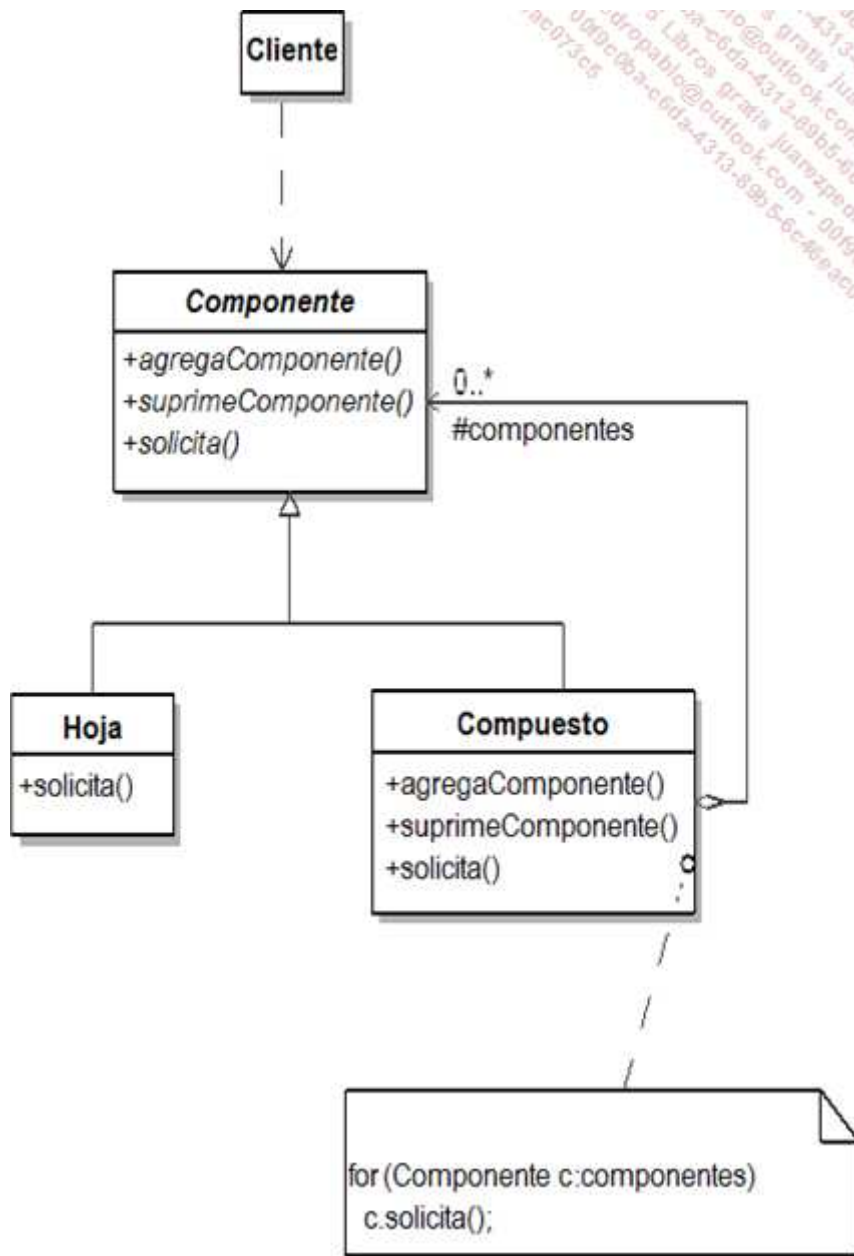 Cliente
Componente
+agregaComponente()
+suprimeComponente()
+solicita()
0..*
#componentes
Hoja
+solicita()
Compuesto
+agregaComponente()
+suprimeComponente()
+solicita()
for (Componente c:componentes)
c.solicita();